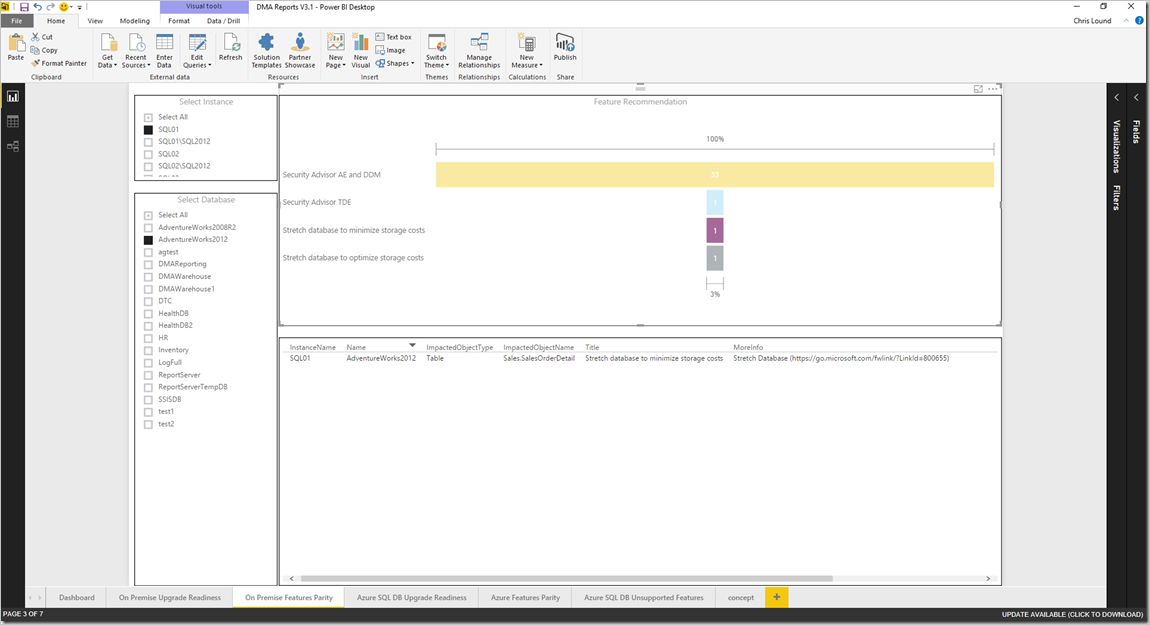 Visual tools
DMA Reports V3.1 - Power BI Desktop
File Home View Modeling Format Data / Drill
Chris Lound
Paste
Cut
Copy
Format Painter
Get Data
Recent Sources
Enter Data
Edit Queries
Refresh
Solution Templates
Partner Showcase
New Page
New Visual
Text box
Image
Shapes
Switch Theme
Manage Relationships
New Measure
Publish
Clipboard External data Resources Insert Themes Relationships Calculations Share
Select Instance
Select All
SQL01
SQL01\SQL2012
SQL02
SQL02\SQL2012
Select Database
Select All
AdventureWorks2008R2
AdventureWorks2012
agtest
DMAReporting
DMAWarehouse
DMAWarehouse1
DTC
HealthDB
HealthDB2
HR
Inventory
LogFull
ReportServer
ReportServerTempDB
SSISDB
test1
test2
Feature Recommendation
100%
Security Advisor AE and DDM 33
Security Advisor TDE 1
Stretch database to minimize storage costs 1
Stretch database to optimize storage costs 1
3%
InstanceName Name ImpactedObjectType ImpactedObjectName Title MoreInfo
SQL01 AdventureWorks2012 Table Sales.SalesOrderDetail Stretch database to minimize storage costs Stretch Database (https://go.microsoft.com/fwlink/?LinkId=800655)
Visualizations
Filters
Fields
Dashboard On Premise Upgrade Readiness On Premise Features Parity Azure SQL DB Upgrade Readiness Azure Features Parity Azure SQL DB Unsupported Features concept +
PAGE 3 OF 7
UPDATE AVAILABLE (CLICK TO DOWNLOAD)